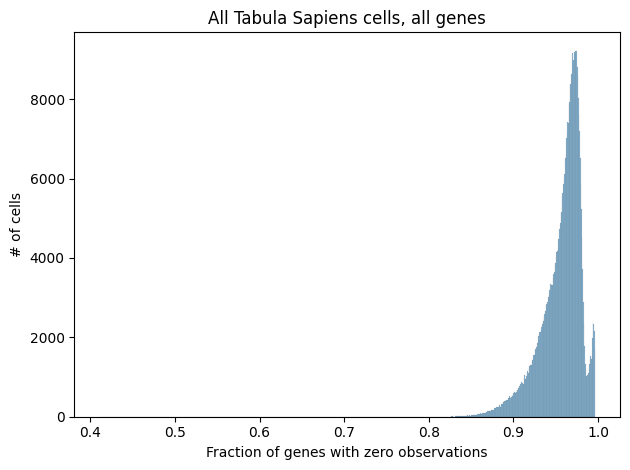 All Tabula Sapiens cells, all genes
# of cells
8000
6000
4000
2000
0
0.4 0.5 0.6 0.7 0.8 0.9 1.0
Fraction of genes with zero observations